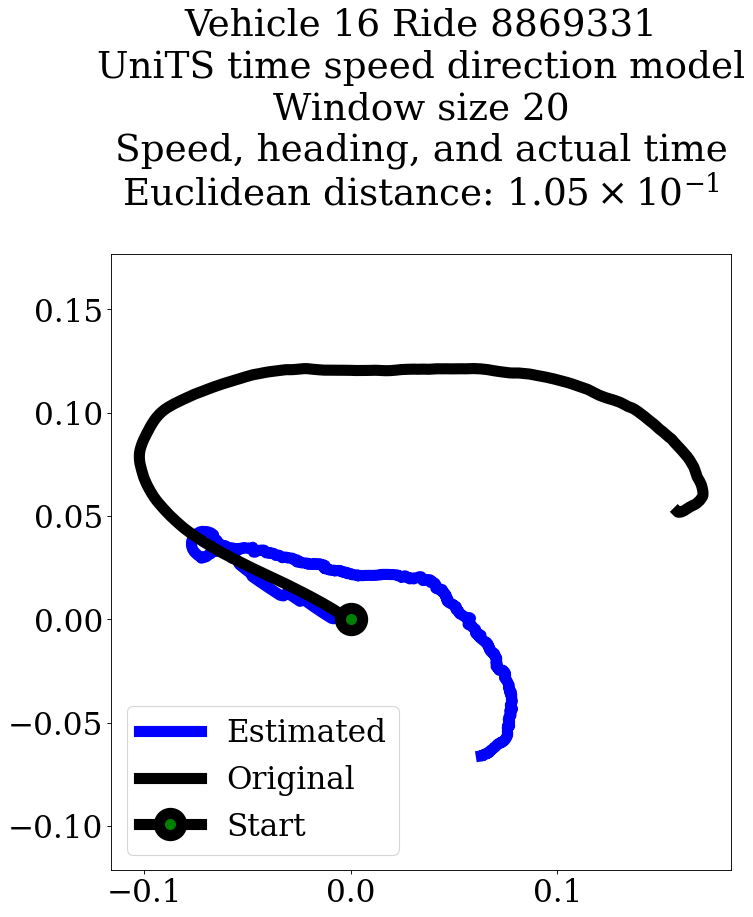 Vehicle 16 Ride 8869331
UniTS time speed direction model
Window size 20
Speed, heading, and actual time
Euclidean distance: 1.05 × 10⁻¹
0.15
0.10
0.05
0.00
−0.05
−0.10
Estimated
Original
Start
−0.1
0.0
0.1